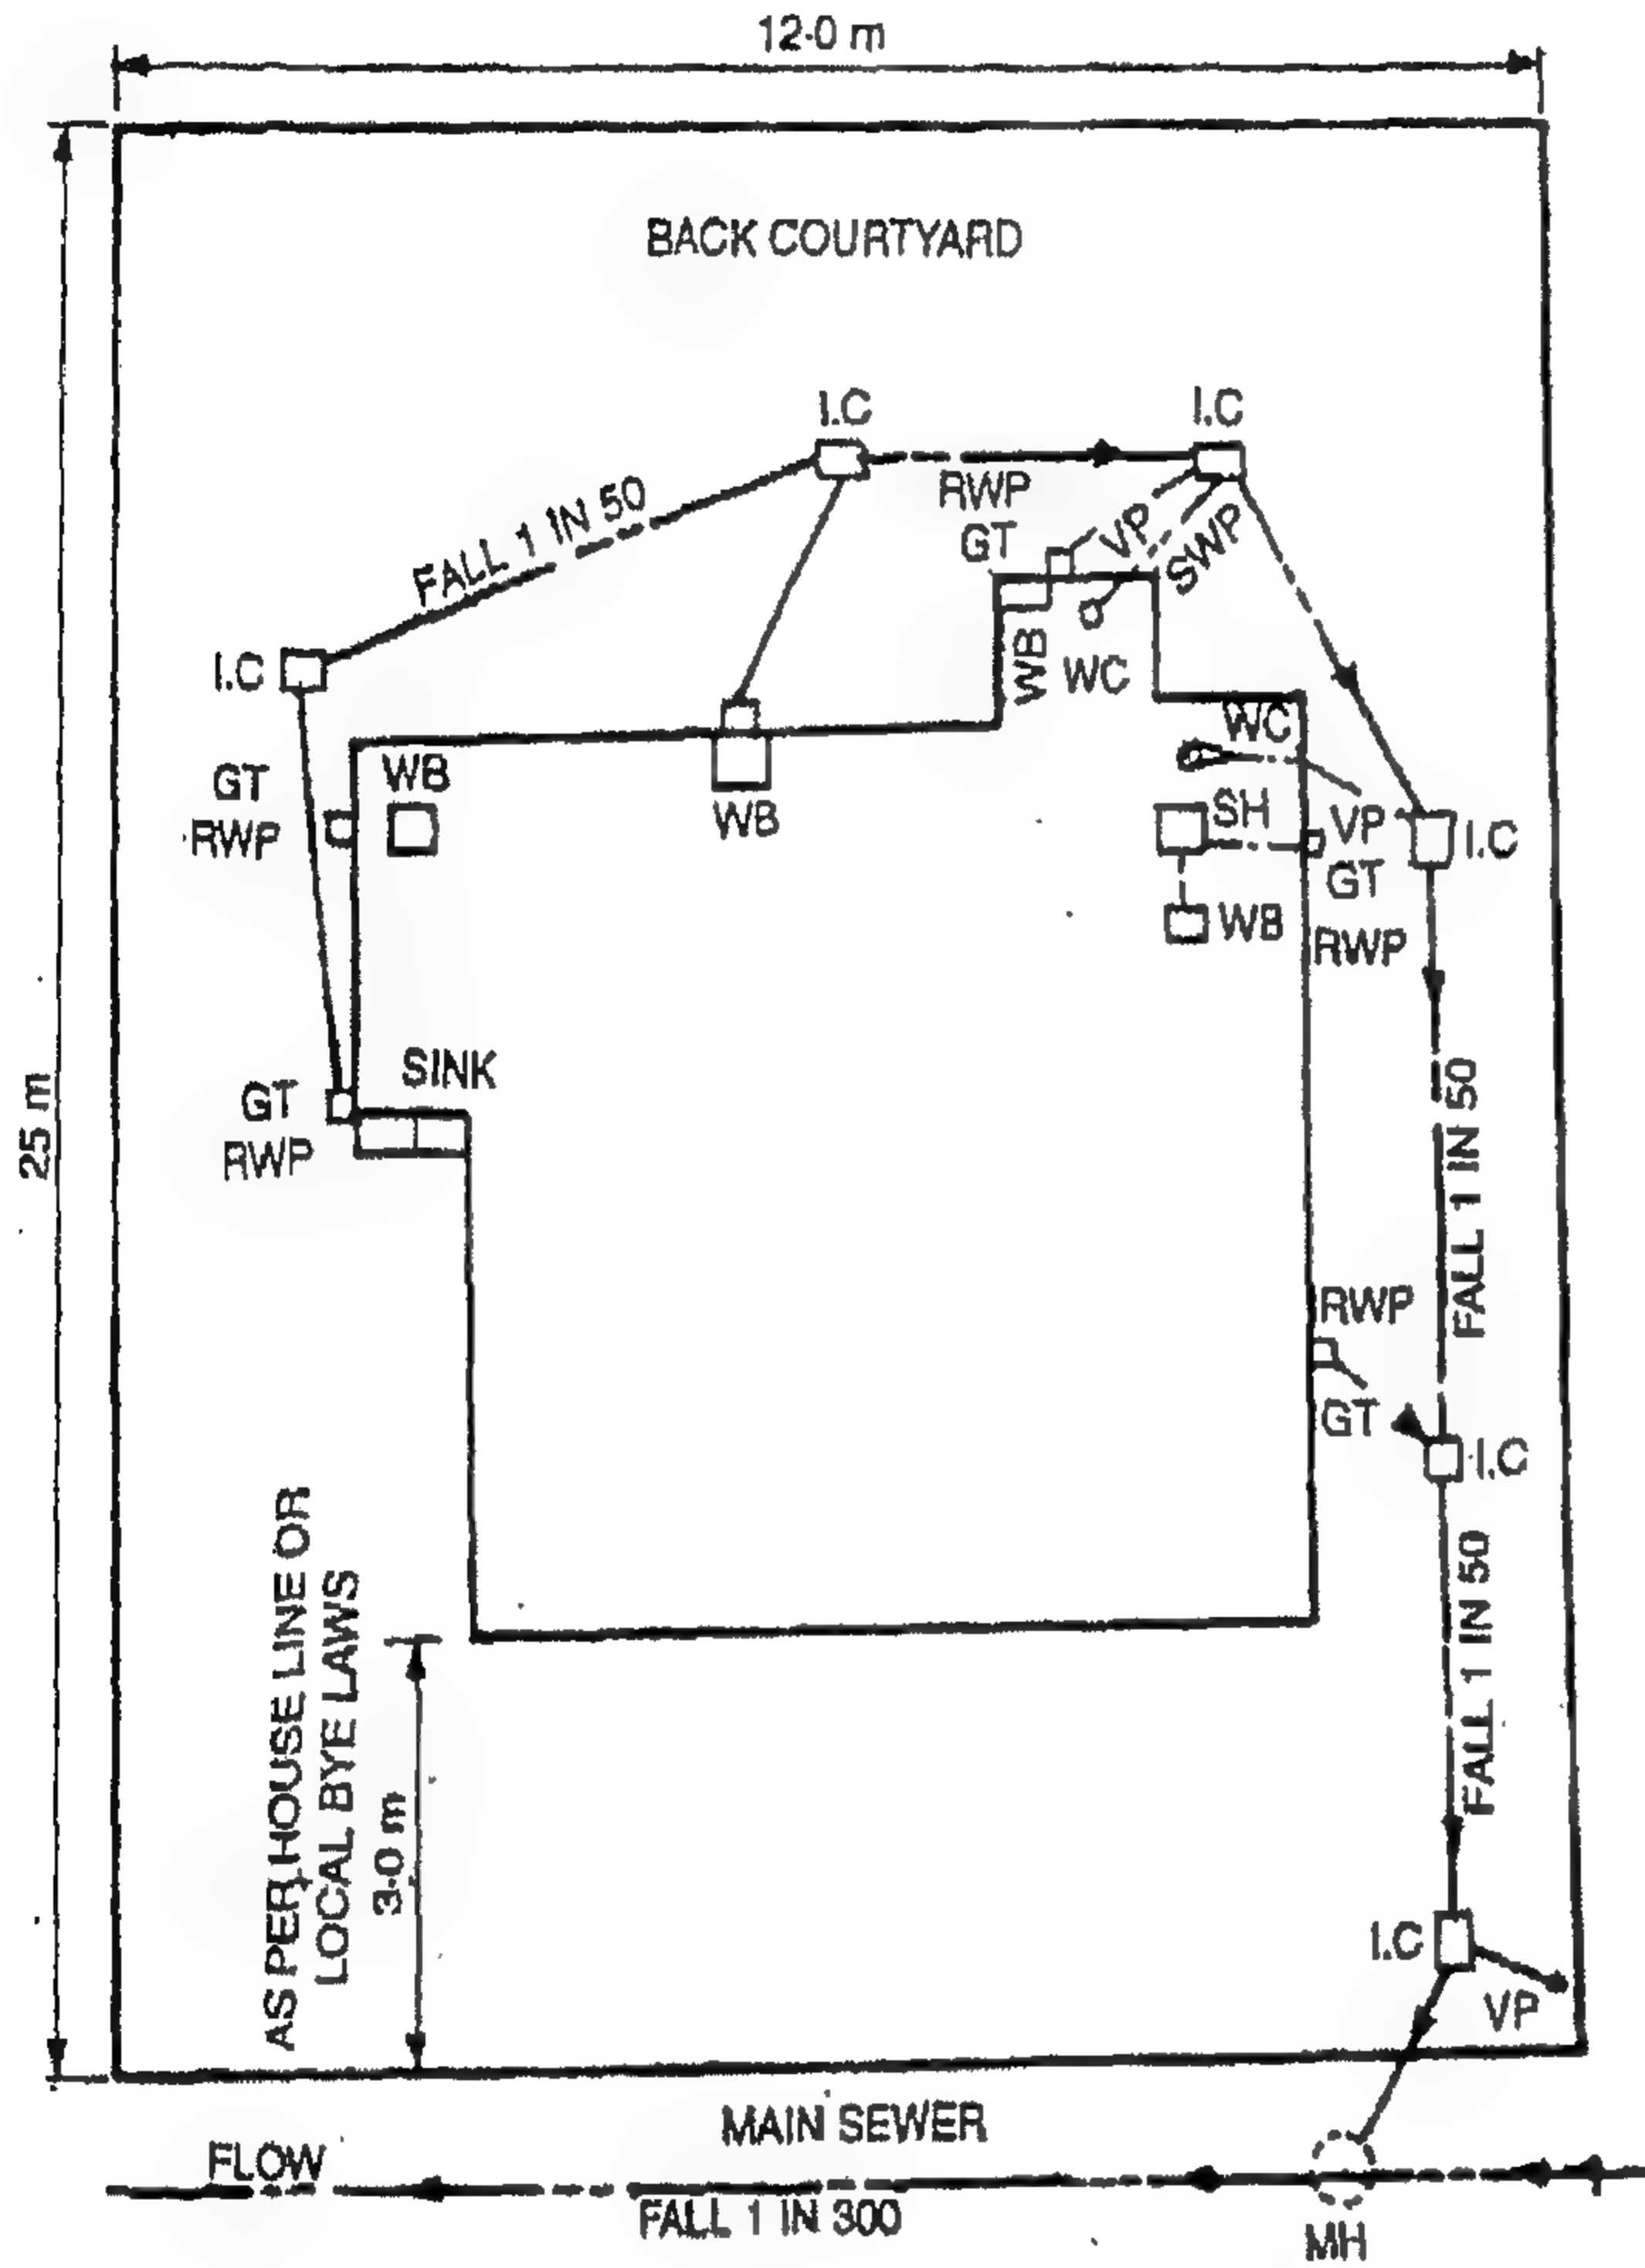 12·0 m
BACK COURTYARD
I.C
I.C
FALL 1 IN 50
RWP
GT
VP
SWP
I.C
WB
WC
WC
GT
RWP
WB
WB
SH
VP
I.C
GT
WB
RWP
25 m
SINK
GT
RWP
FALL 1 IN 50
RWP
GT
I.C
AS PER HOUSE LINE OR
LOCAL BYE LAWS
3·0 m
FALL 1 IN 50
I.C
VP
MAIN SEWER
FLOW
FALL 1 IN 300
MH